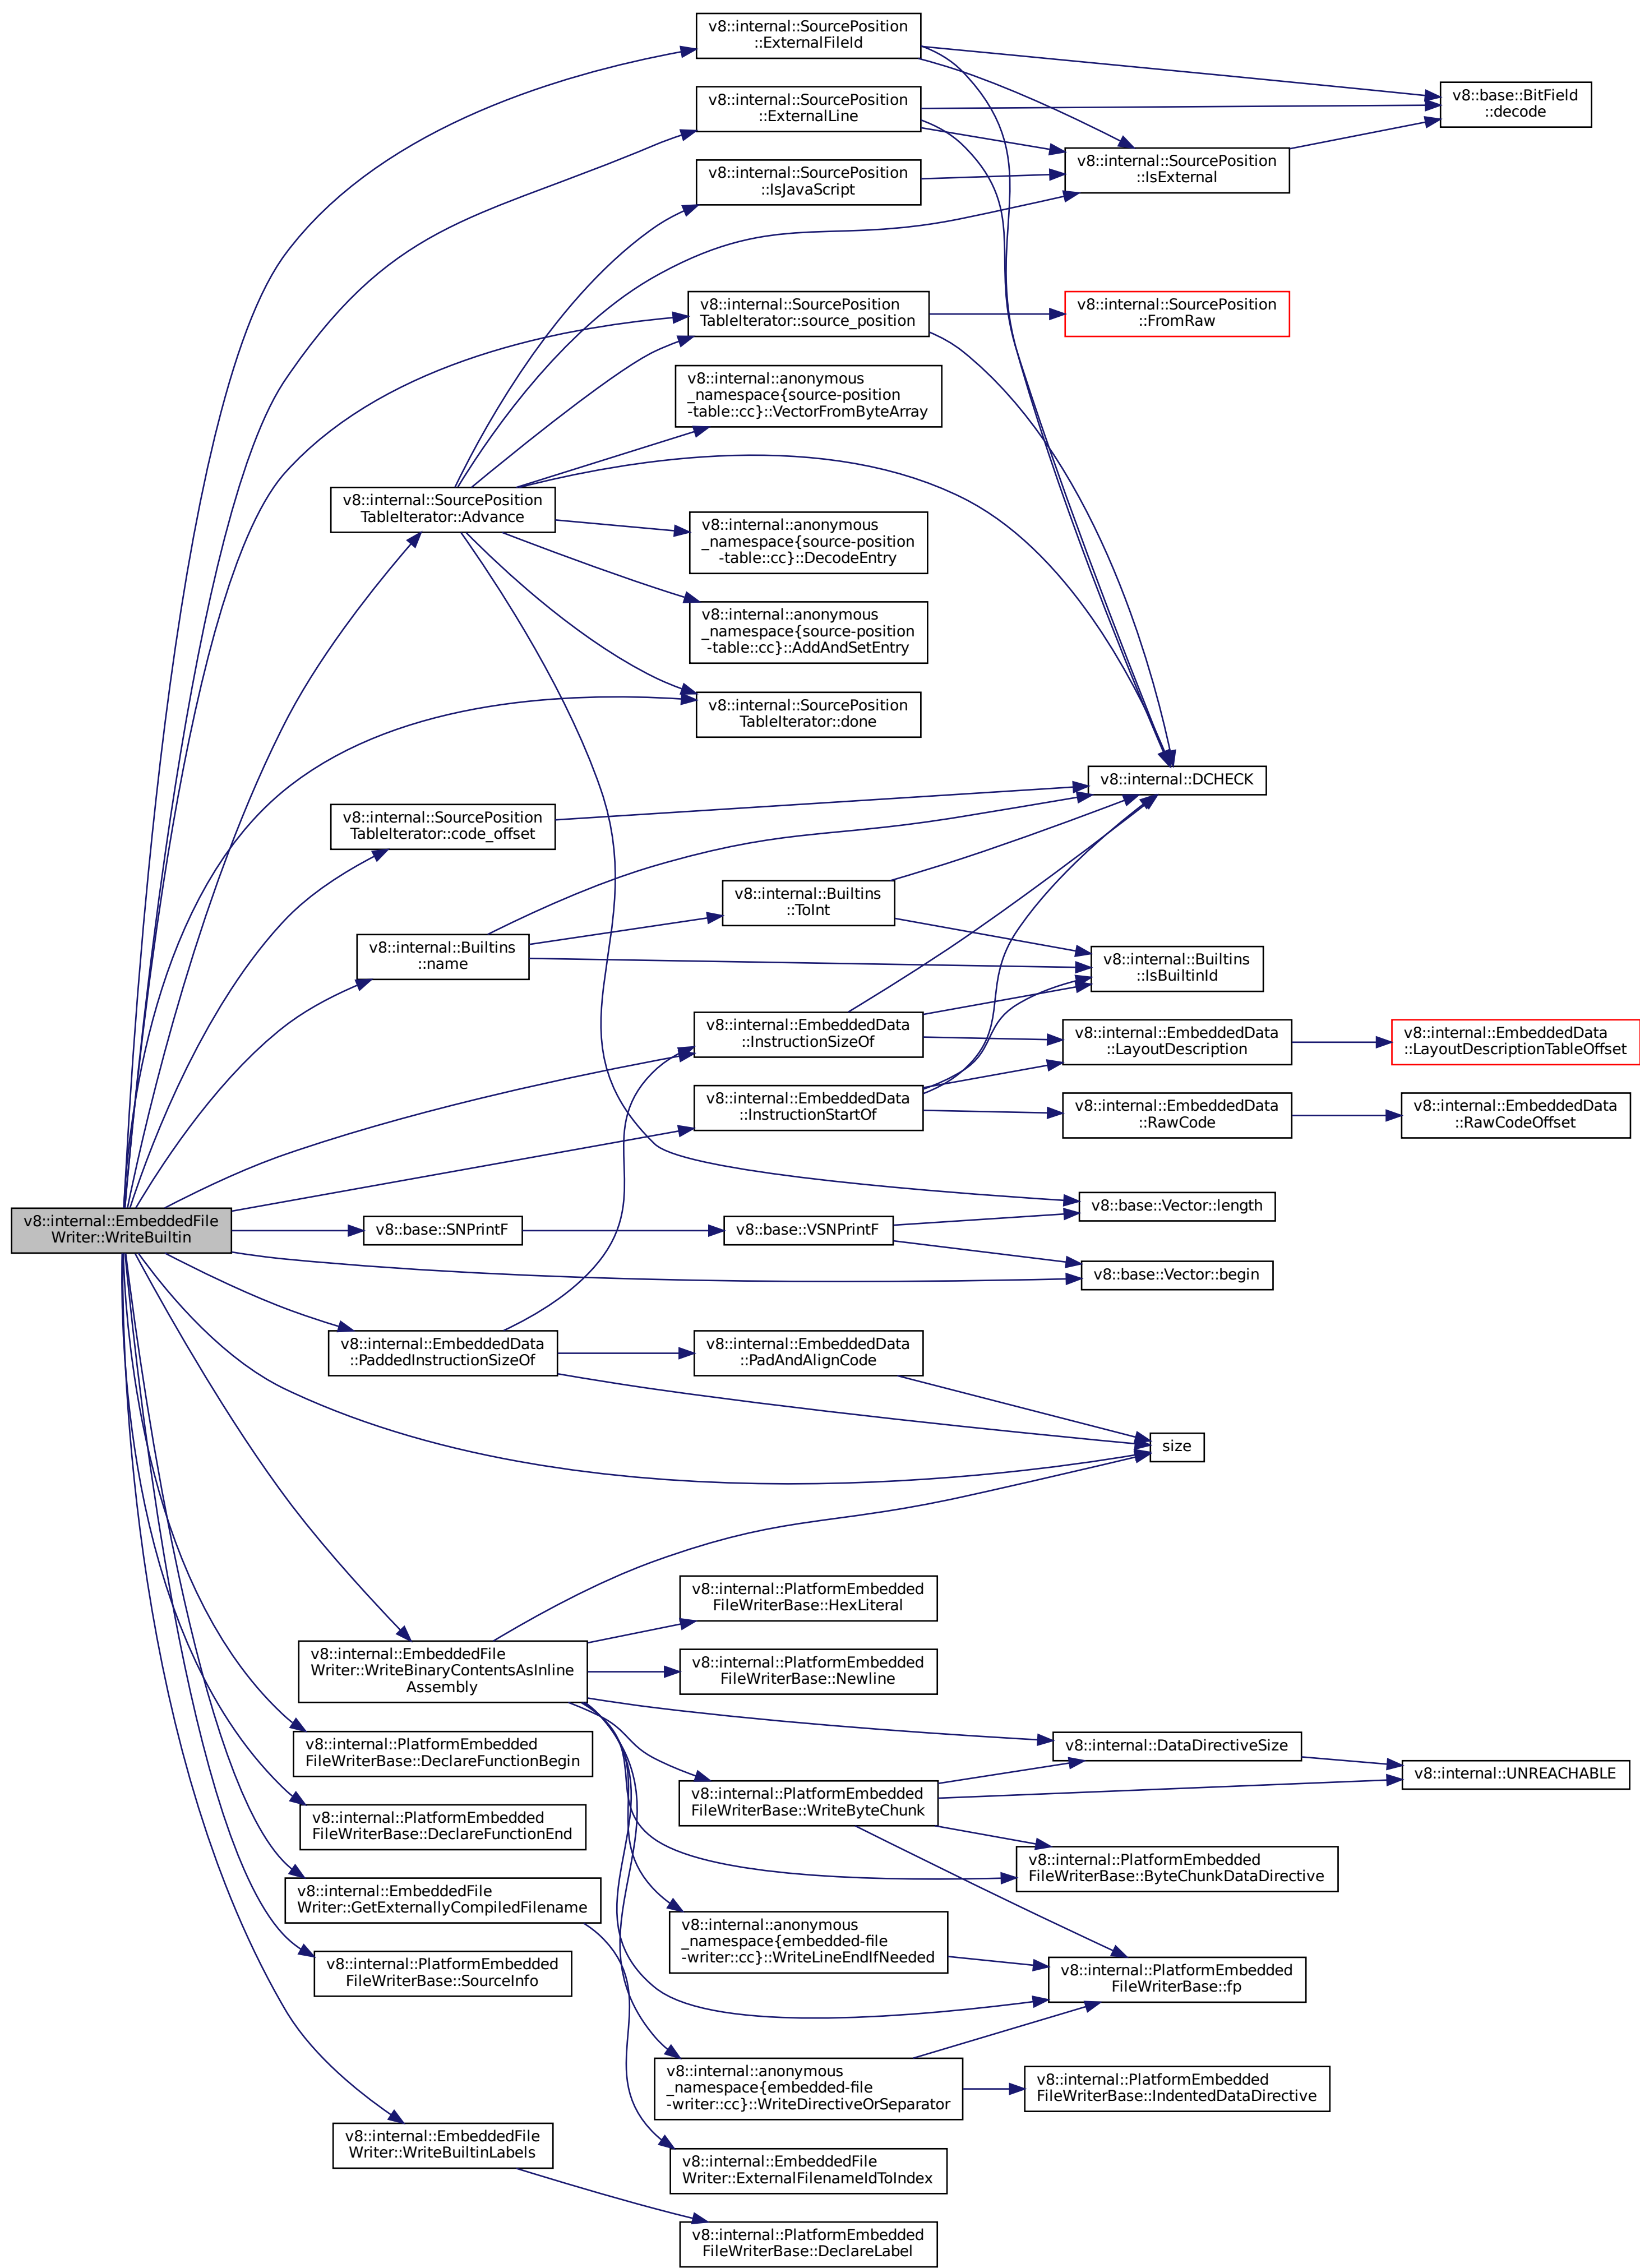 v8::internal::SourcePosition
::ExternalFileId
v8::internal::SourcePosition
::ExternalLine
v8::base::BitField
::decode
v8::internal::SourcePosition
::IsExternal
v8::internal::SourcePosition
::IsJavaScript
v8::internal::SourcePosition
TableIterator::source_position
v8::internal::SourcePosition
::FromRaw
v8::internal::anonymous
_namespace{source-position
-table::cc}::VectorFromByteArray
v8::internal::SourcePosition
TableIterator::Advance
v8::internal::anonymous
_namespace{source-position
-table::cc}::DecodeEntry
v8::internal::anonymous
_namespace{source-position
-table::cc}::AddAndSetEntry
v8::internal::SourcePosition
TableIterator::done
v8::internal::DCHECK
v8::internal::SourcePosition
TableIterator::code_offset
v8::internal::Builtins
::ToInt
v8::internal::Builtins
::name
v8::internal::Builtins
::IsBuiltinId
v8::internal::EmbeddedData
::InstructionSizeOf
v8::internal::EmbeddedData
::LayoutDescription
v8::internal::EmbeddedData
::LayoutDescriptionTableOffset
v8::internal::EmbeddedData
::InstructionStartOf
v8::internal::EmbeddedData
::RawCode
v8::internal::EmbeddedData
::RawCodeOffset
v8::base::Vector::length
v8::internal::EmbeddedFile
Writer::WriteBuiltin
v8::base::SNPrintF
v8::base::VSNPrintF
v8::base::Vector::begin
v8::internal::EmbeddedData
::PaddedInstructionSizeOf
v8::internal::EmbeddedData
::PadAndAlignCode
size
v8::internal::PlatformEmbedded
FileWriterBase::HexLiteral
v8::internal::EmbeddedFile
Writer::WriteBinaryContentsAsInline
Assembly
v8::internal::PlatformEmbedded
FileWriterBase::Newline
v8::internal::PlatformEmbedded
FileWriterBase::DeclareFunctionBegin
v8::internal::DataDirectiveSize
v8::internal::UNREACHABLE
v8::internal::PlatformEmbedded
FileWriterBase::WriteByteChunk
v8::internal::PlatformEmbedded
FileWriterBase::DeclareFunctionEnd
v8::internal::PlatformEmbedded
FileWriterBase::ByteChunkDataDirective
v8::internal::EmbeddedFile
Writer::GetExternallyCompiledFilename
v8::internal::anonymous
_namespace{embedded-file
-writer::cc}::WriteLineEndIfNeeded
v8::internal::PlatformEmbedded
FileWriterBase::SourceInfo
v8::internal::PlatformEmbedded
FileWriterBase::fp
v8::internal::anonymous
_namespace{embedded-file
-writer::cc}::WriteDirectiveOrSeparator
v8::internal::PlatformEmbedded
FileWriterBase::IndentedDataDirective
v8::internal::EmbeddedFile
Writer::WriteBuiltinLabels
v8::internal::EmbeddedFile
Writer::ExternalFilenameIdToIndex
v8::internal::PlatformEmbedded
FileWriterBase::DeclareLabel